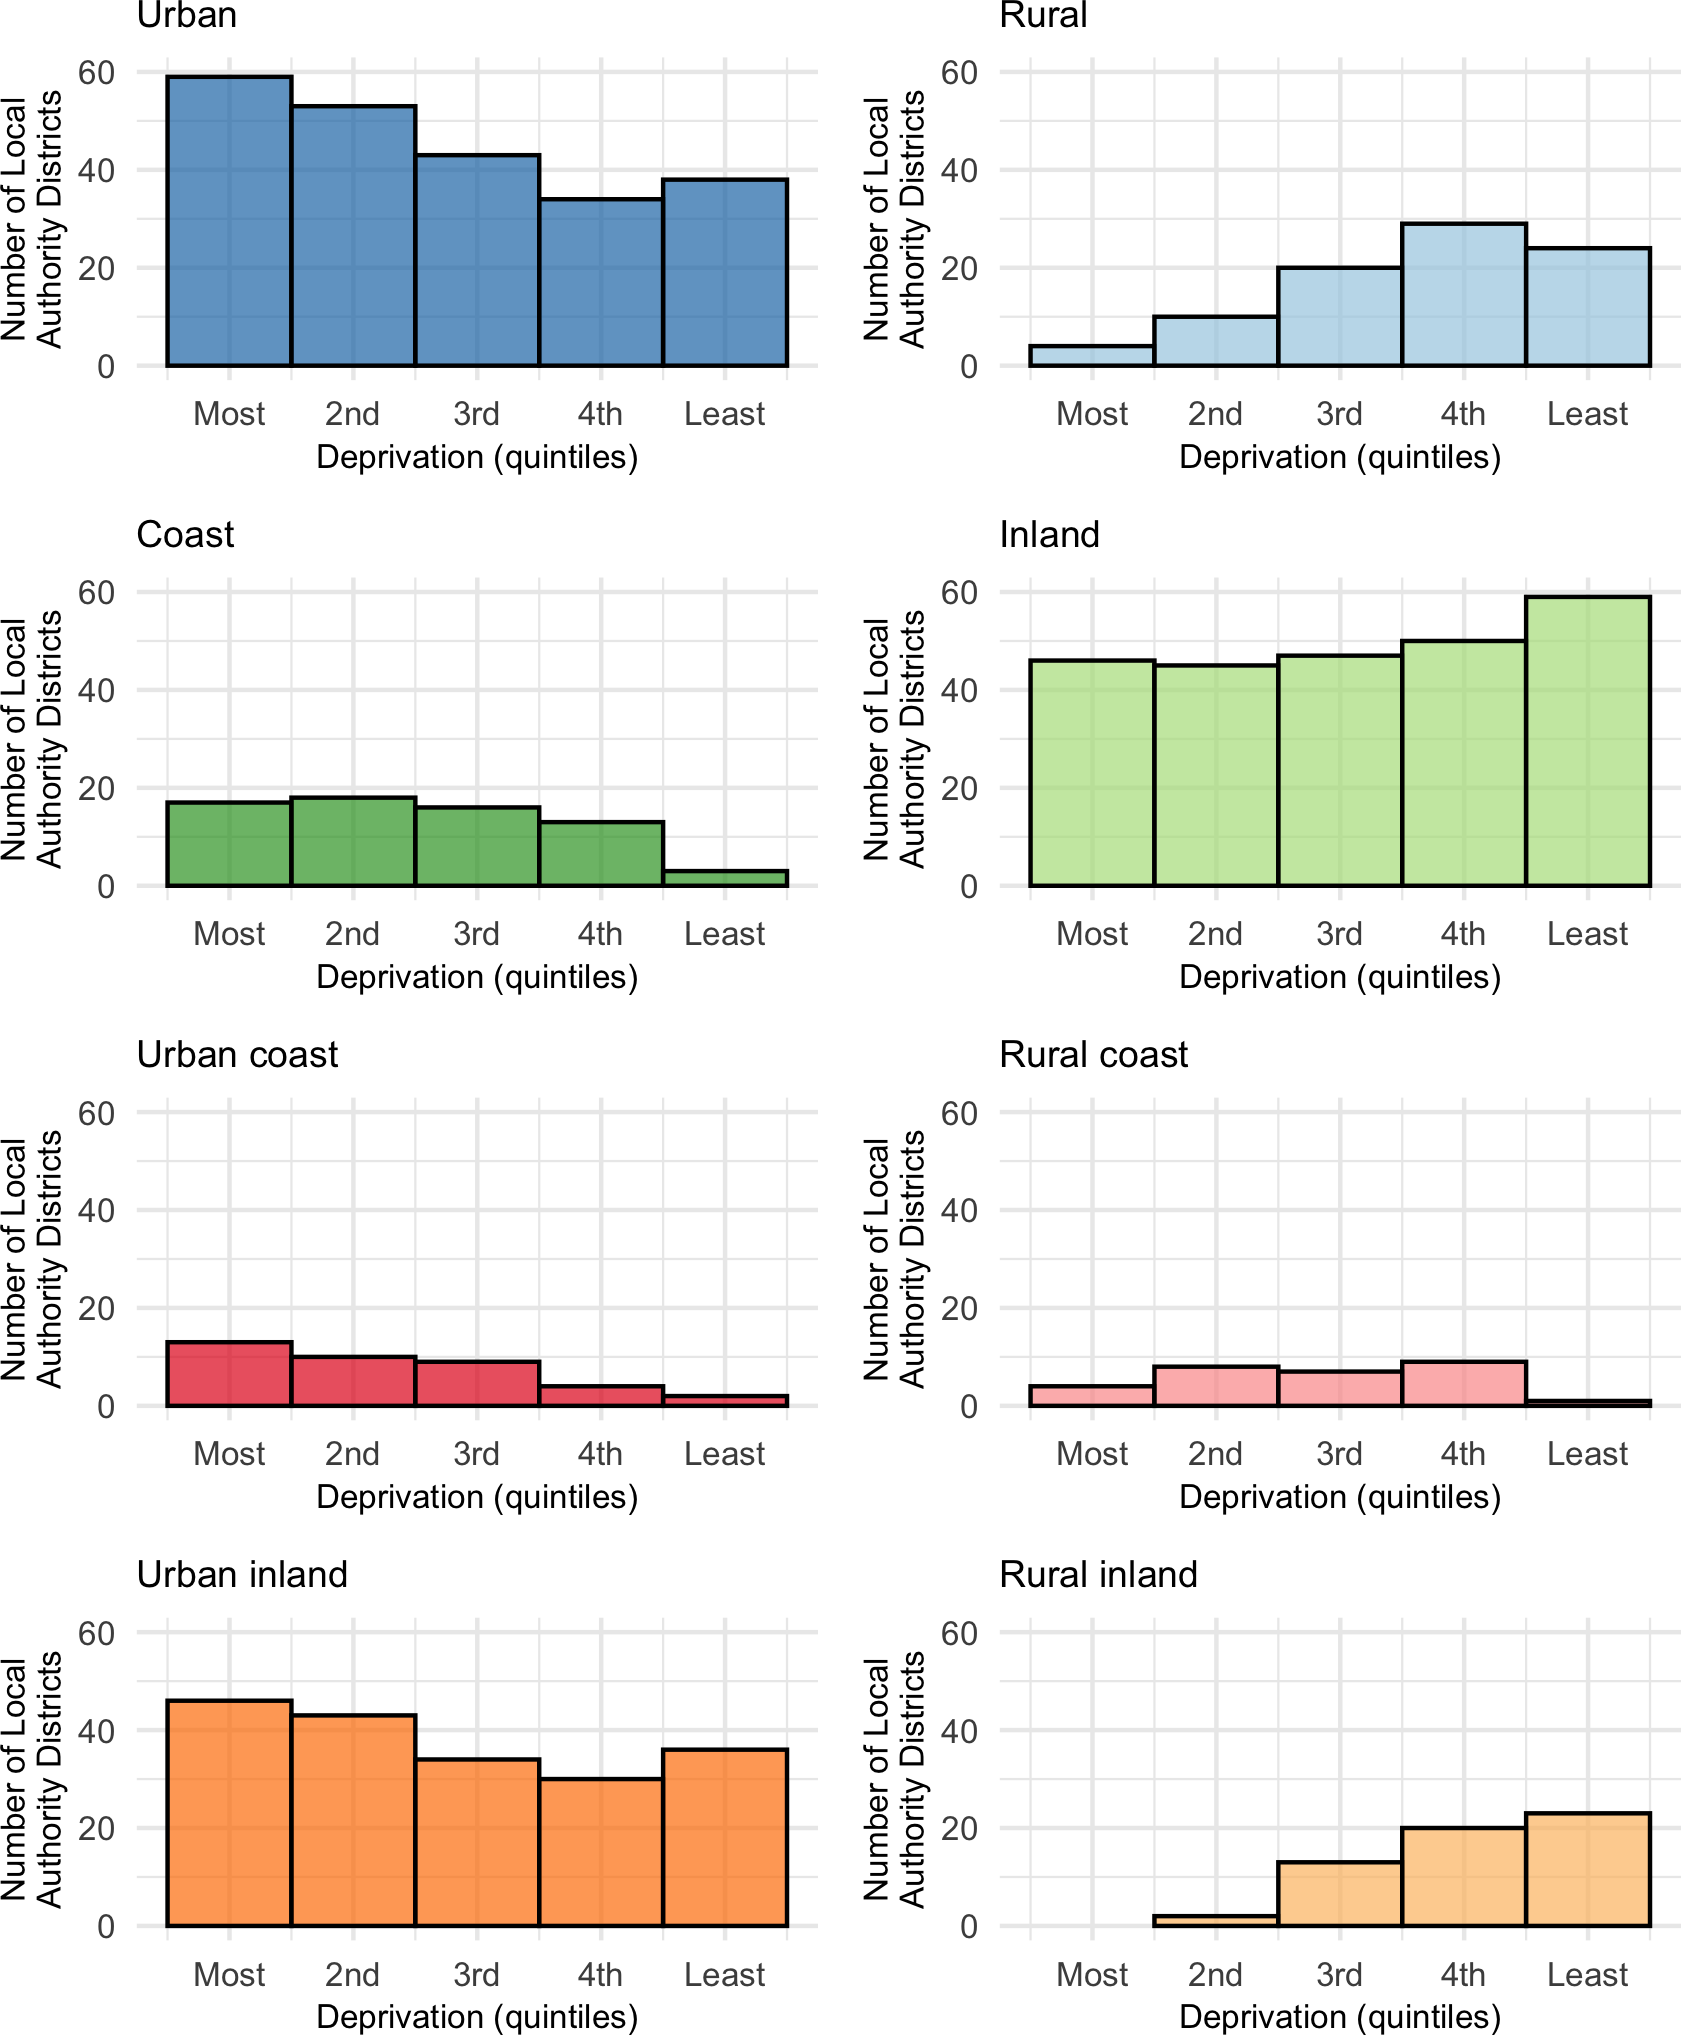 Urban
Number of Local
Authority Districts
60
40
20
0
Most 2nd 3rd 4th Least
Deprivation (quintiles)
Rural
Number of Local
Authority Districts
60
40
20
0
Most 2nd 3rd 4th Least
Deprivation (quintiles)
Coast
Number of Local
Authority Districts
60
40
20
0
Most 2nd 3rd 4th Least
Deprivation (quintiles)
Inland
Number of Local
Authority Districts
60
40
20
0
Most 2nd 3rd 4th Least
Deprivation (quintiles)
Urban coast
Number of Local
Authority Districts
60
40
20
0
Most 2nd 3rd 4th Least
Deprivation (quintiles)
Rural coast
Number of Local
Authority Districts
60
40
20
0
Most 2nd 3rd 4th Least
Deprivation (quintiles)
Urban inland
Number of Local
Authority Districts
60
40
20
0
Most 2nd 3rd 4th Least
Deprivation (quintiles)
Rural inland
Number of Local
Authority Districts
60
40
20
0
Most 2nd 3rd 4th Least
Deprivation (quintiles)